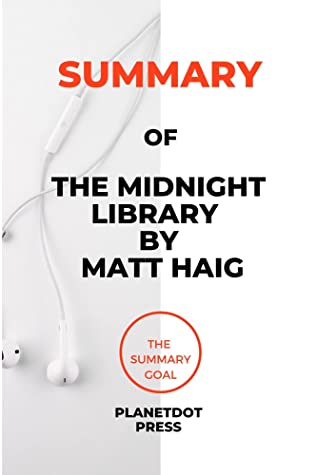 SUMMARY
OF
THE MIDNIGHT
LIBRARY
BY
MATT HAIG
THE
SUMMARY
GOAL
PLANETDOT
PRESS